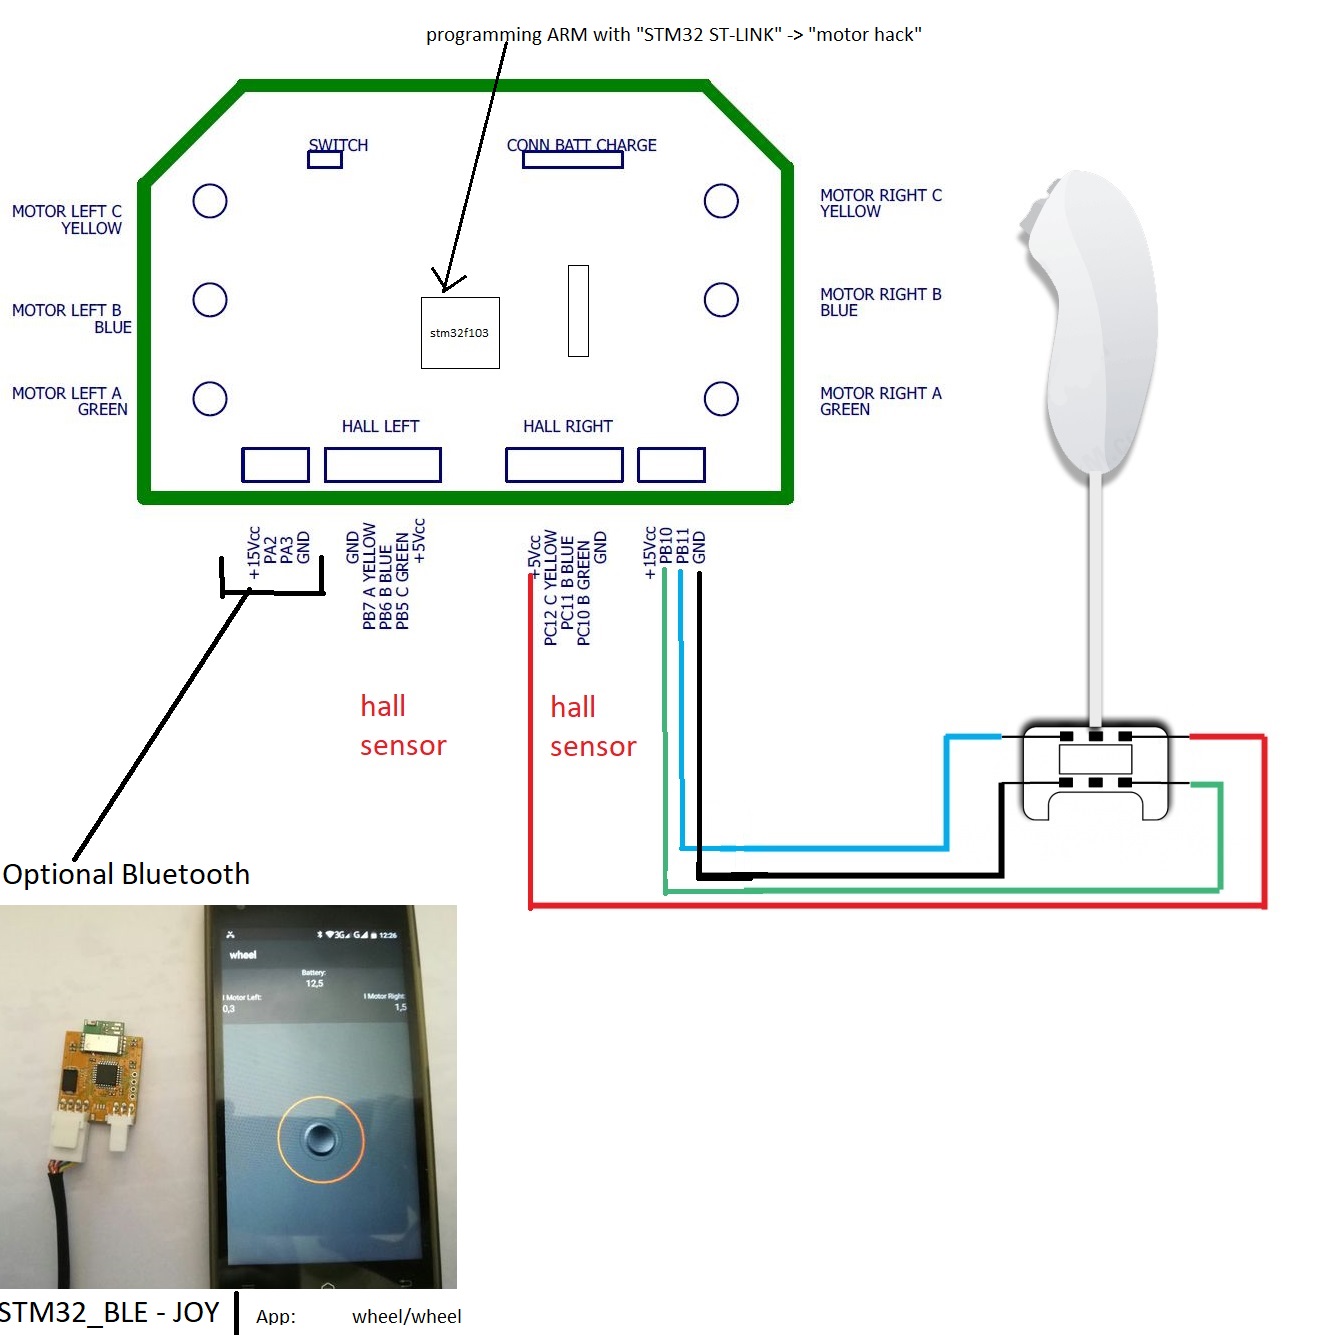 programming ARM with "STM32 ST-LINK" -> "motor hack"
SWITCH
CONN BATT CHARGE
MOTOR LEFT C
YELLOW
MOTOR RIGHT C
YELLOW
MOTOR LEFT B
BLUE
MOTOR RIGHT B
BLUE
stm32f103
MOTOR LEFT A
GREEN
MOTOR RIGHT A
GREEN
HALL LEFT
HALL RIGHT
+15Vcc
PA2
PA3
GND
GND
PB7 A YELLOW
PB6 B BLUE
PB5 C GREEN
+5Vcc
+5Vcc
PC12 C YELLOW
PC11 B BLUE
PC10 B GREEN
GND
+15Vcc
PB10
PB11
GND
hall
sensor
hall
sensor
Optional Bluetooth
3G G 12:26
wheel
Battery:
12,5
I Motor Left:
0,3
I Motor Right:
1,5
STM32_BLE - JOY
App: wheel/wheel